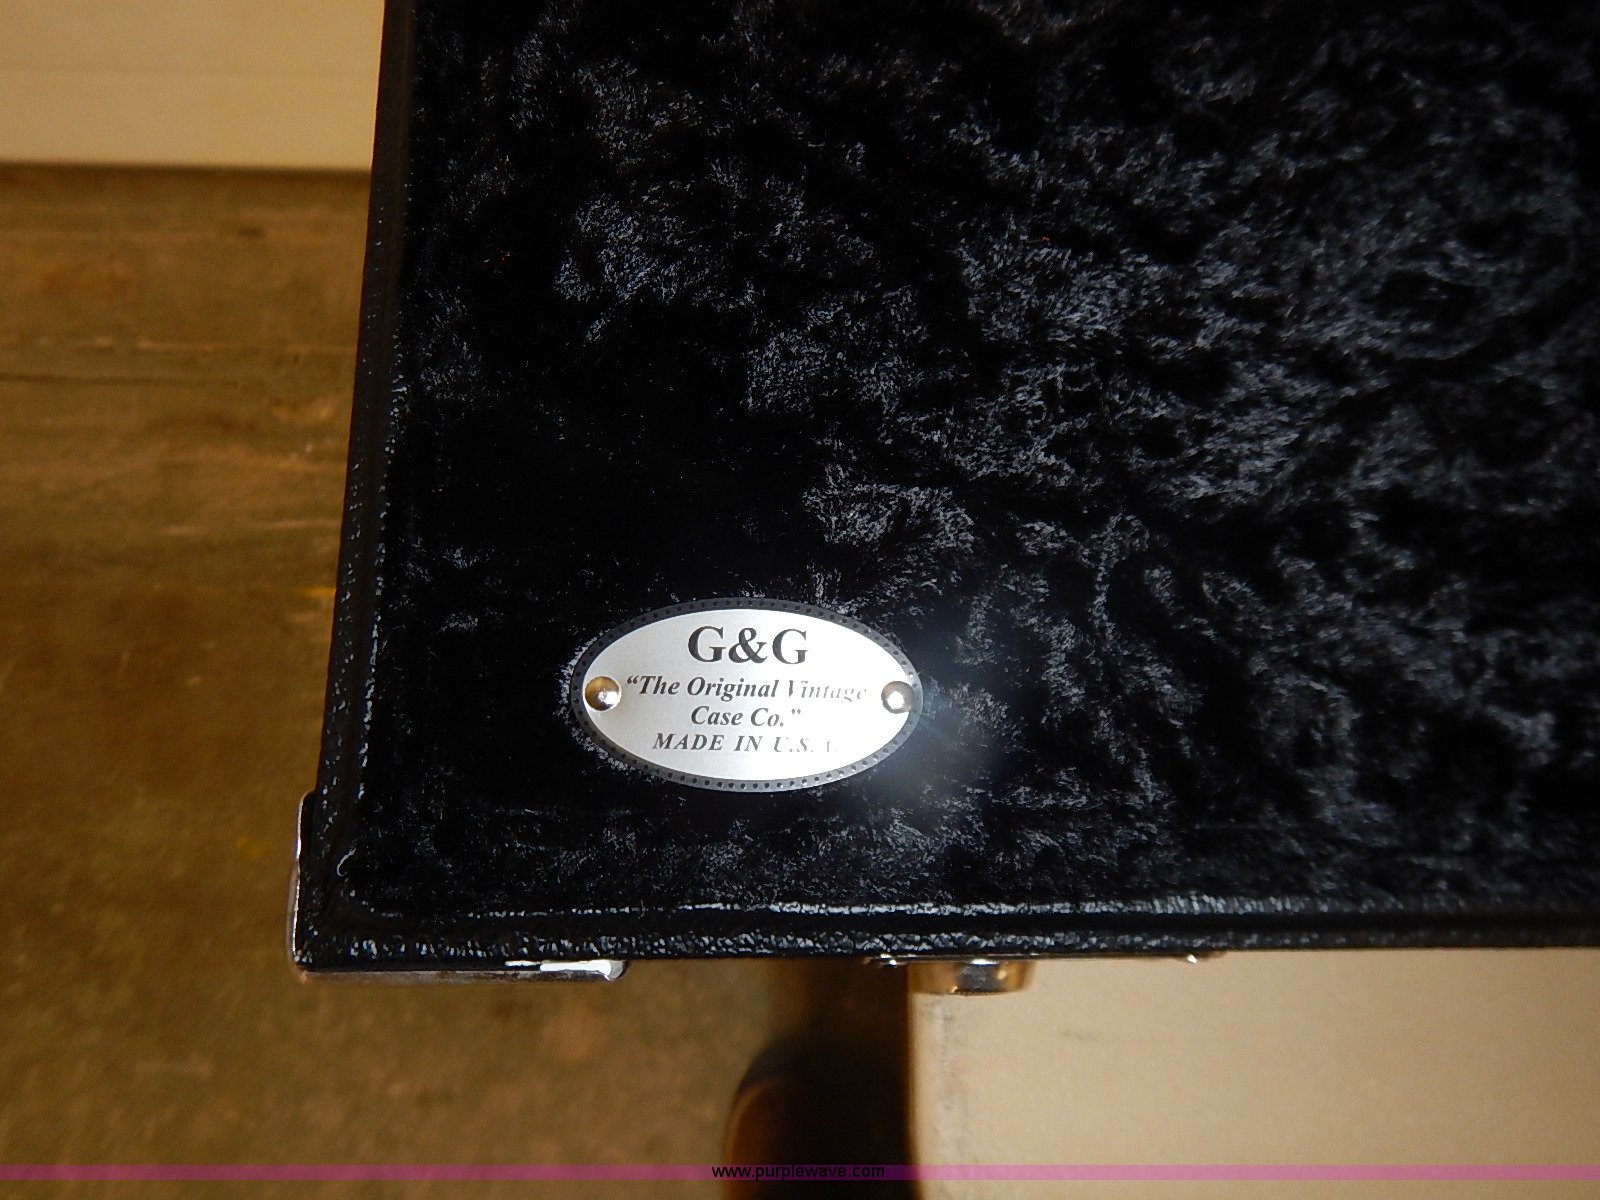 G&G
“The Original Vintage
Case Co.”
MADE IN U.S.A.
www.purplewave.com